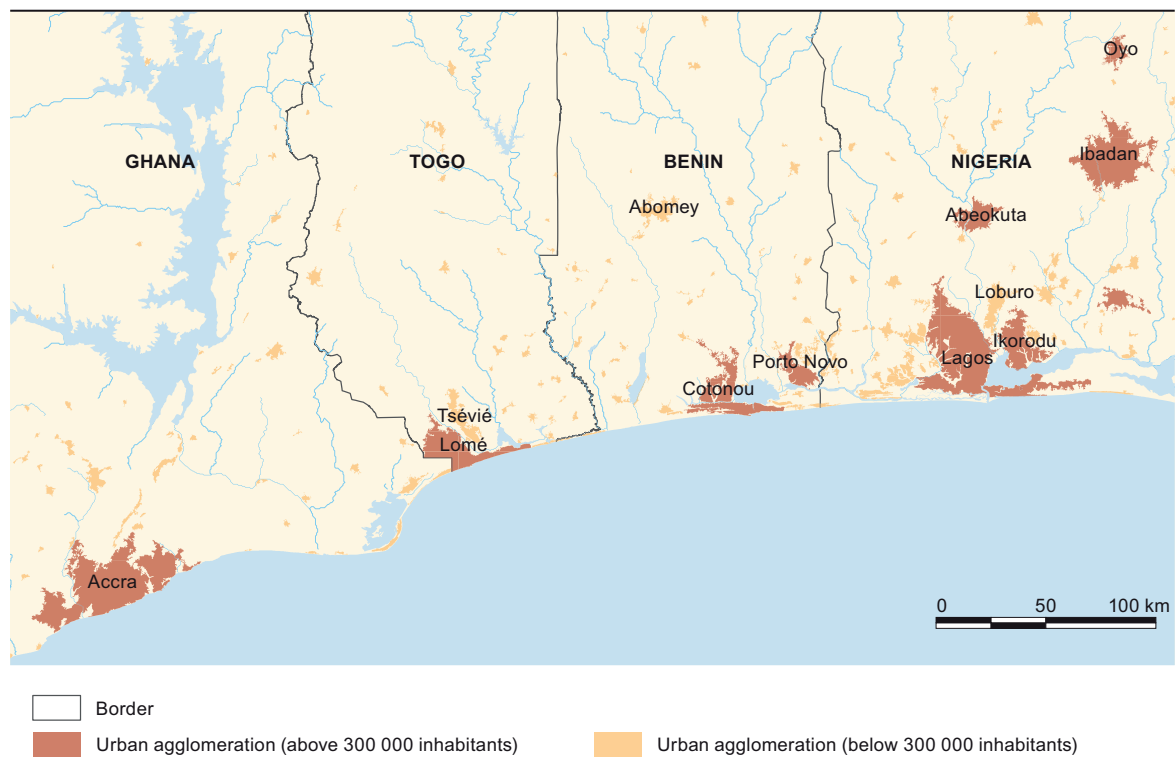 Oyo
Ibadan
GHANA
TOGO
BENIN
NIGERIA
Abomey
Abeokuta
Loburo
Ikorodu
Lagos
Porto Novo
Cotonou
Tsévié
Lomé
Accra
0 50 100 km
Border
Urban agglomeration (above 300 000 inhabitants)
Urban agglomeration (below 300 000 inhabitants)